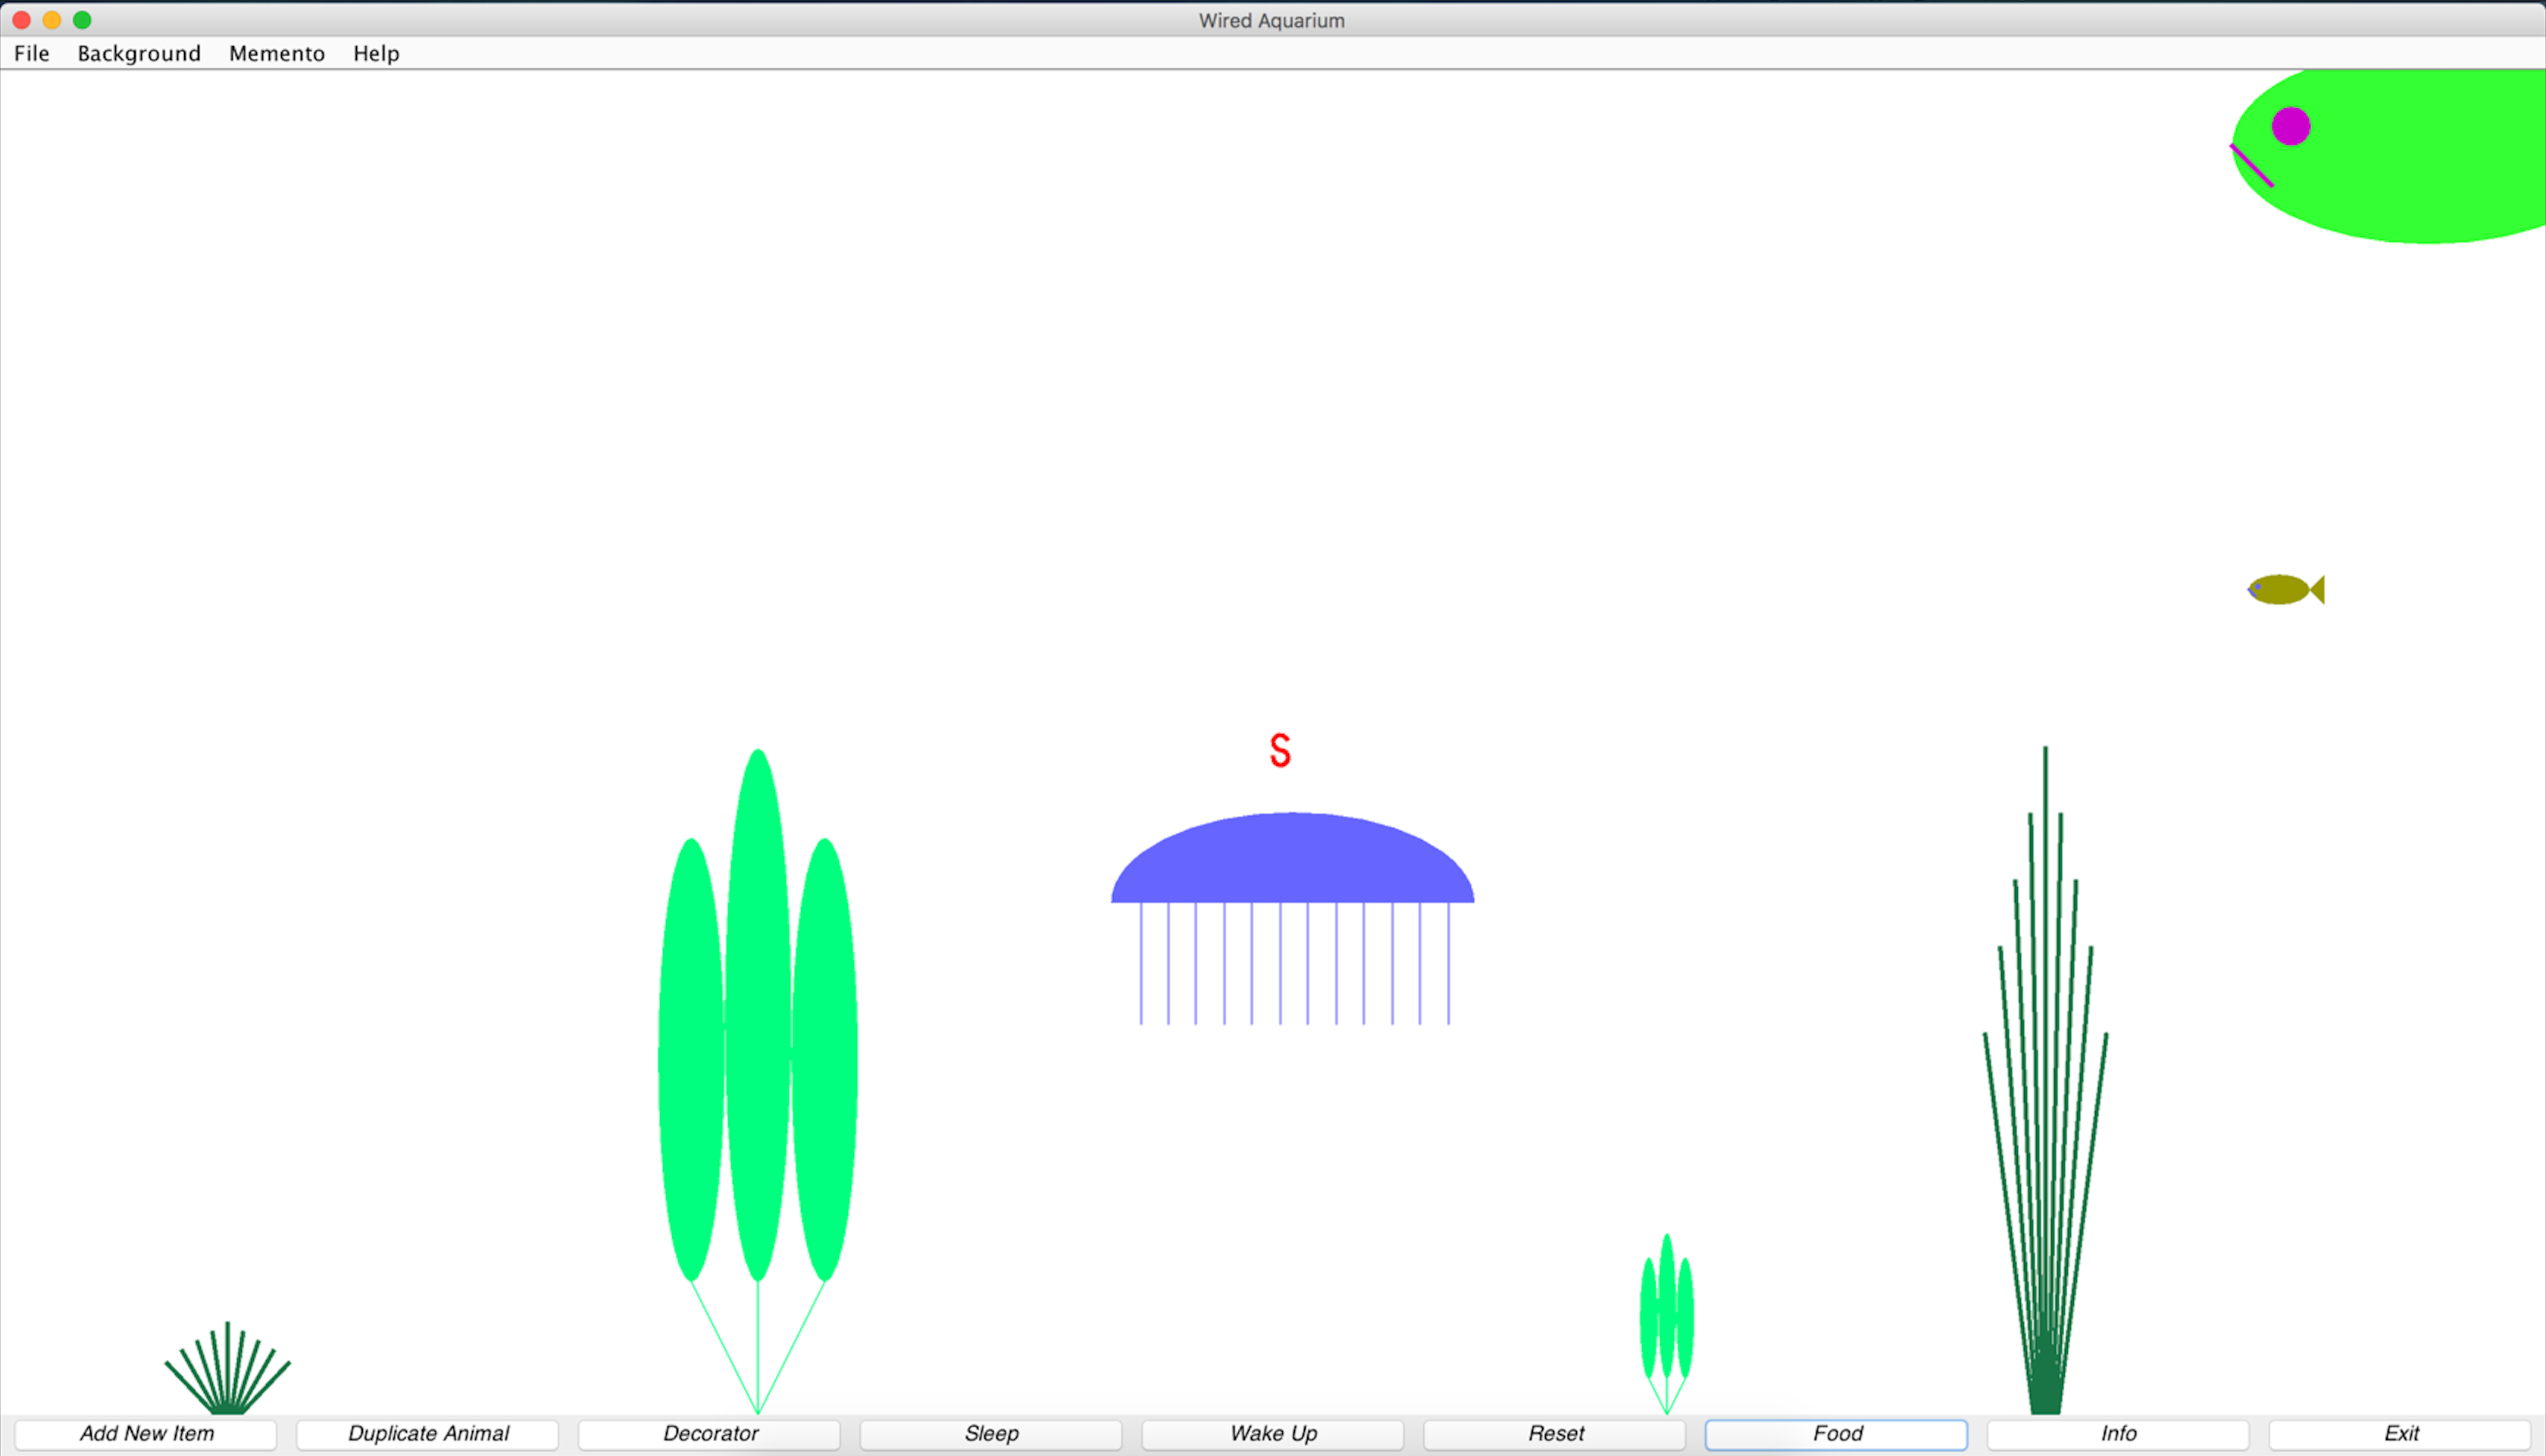 Wired Aquarium
File Background Memento Help
S
Add New Item Duplicate Animal Decorator Sleep Wake Up Reset Food Info Exit